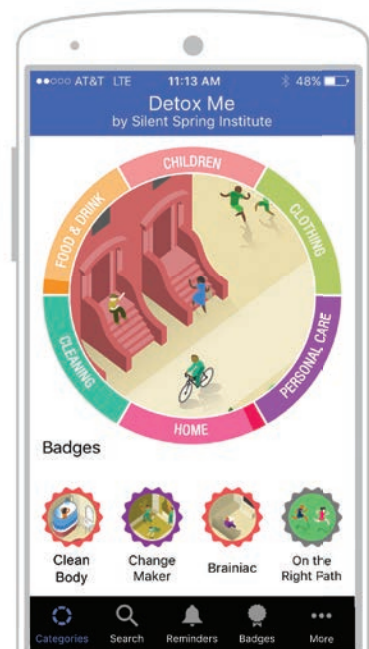 AT&T LTE 11:13 AM 48%
Detox Me
by Silent Spring Institute
CHILDREN
FOOD & DRINK
CLOTHING
CLEANING
PERSONAL CARE
HOME
Badges
Clean
Body
Change
Maker
Brainiac
On the
Right Path
Categories Search Reminders Badges More